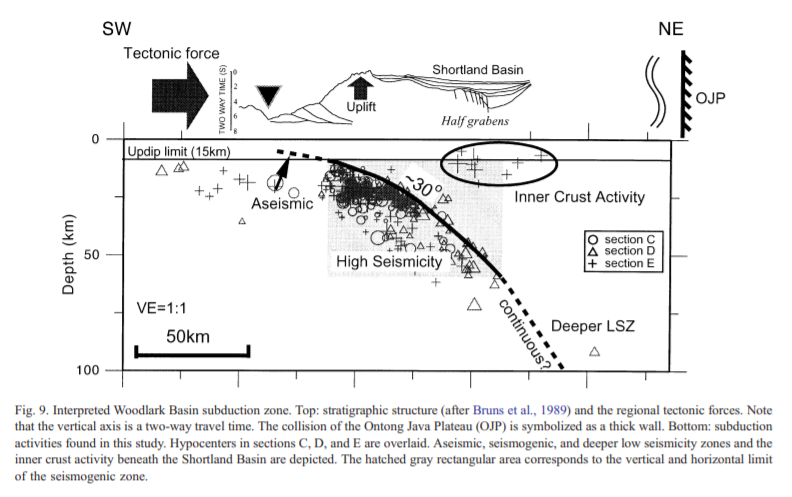 SW
NE
Tectonic force
TWO WAY TIME (S)
0
2
4
6
8
Uplift
Shortland Basin
Half grabens
OJP
0
Updip limit (15km)
Aseismic
~30°
Inner Crust Activity
section C
section D
section E
High Seismicity
50
Depth (km)
VE=1:1
50km
continuous?
Deeper LSZ
100
Fig. 9. Interpreted Woodlark Basin subduction zone. Top: stratigraphic structure (after Bruns et al., 1989) and the regional tectonic forces. Note
that the vertical axis is a two-way travel time. The collision of the Ontong Java Plateau (OJP) is symbolized as a thick wall. Bottom: subduction
activities found in this study. Hypocenters in sections C, D, and E are overlaid. Aseismic, seismogenic, and deeper low seismicity zones and the
inner crust activity beneath the Shortland Basin are depicted. The hatched gray rectangular area corresponds to the vertical and horizontal limit
of the seismogenic zone.